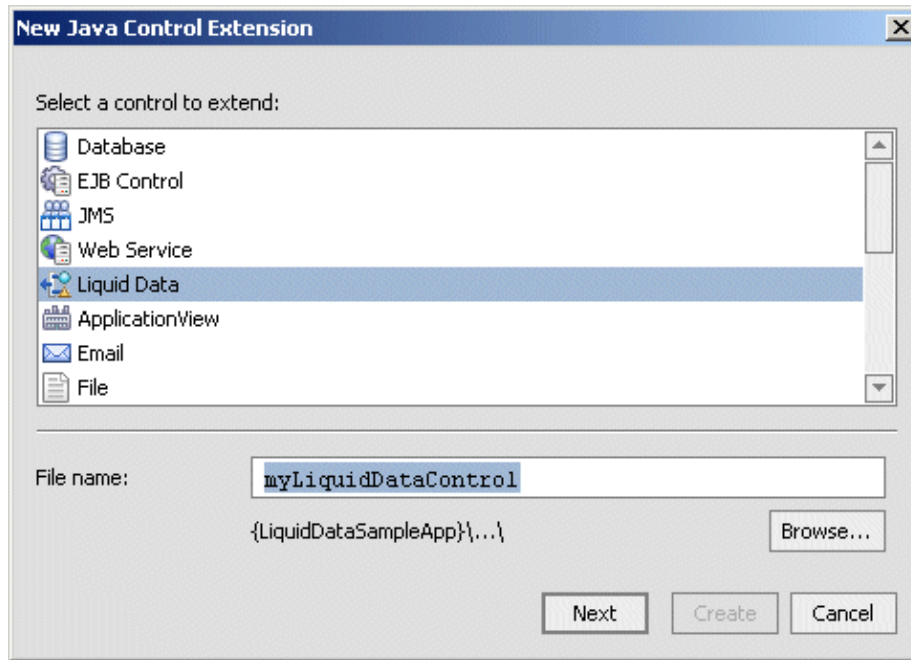 New Java Control Extension
Select a control to extend:
Database
EJB Control
JMS
Web Service
Liquid Data
ApplicationView
Email
File
File name:
myLiquidDataControl
{LiquidDataSampleApp}\...\
Browse...
Next Create Cancel